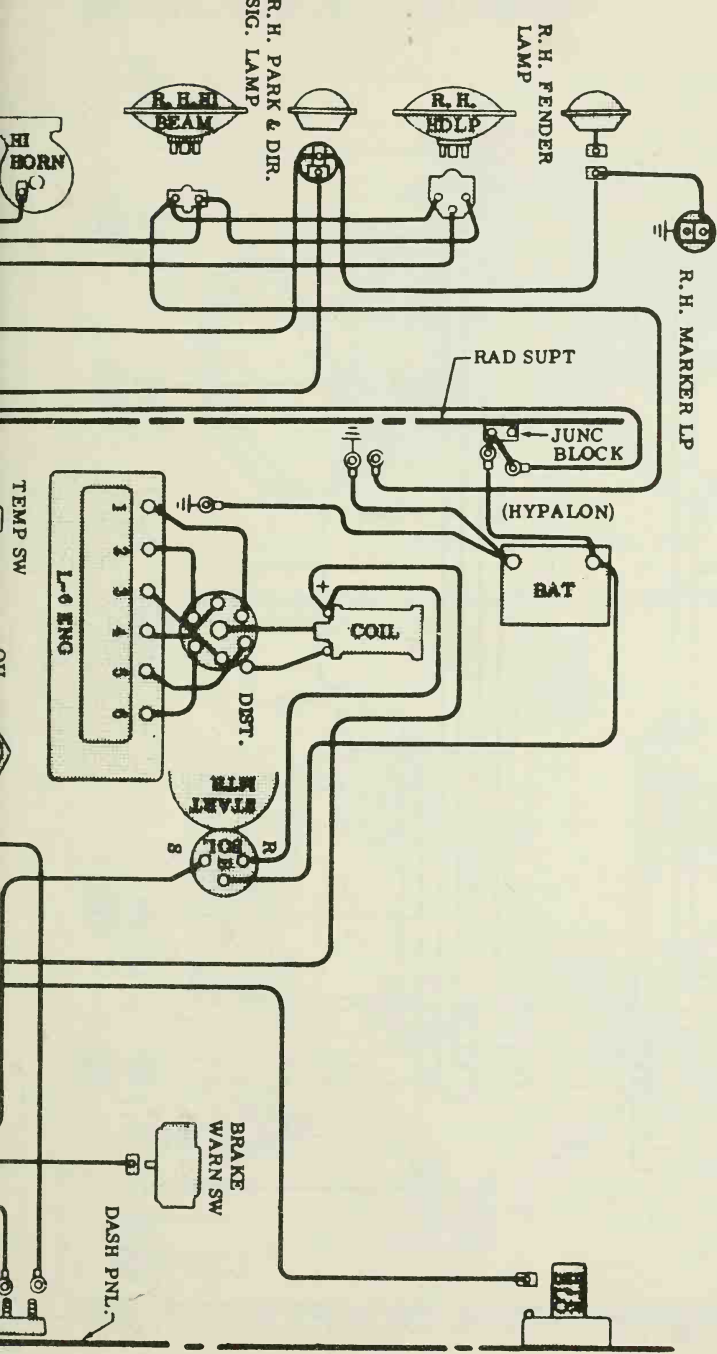 R. H. PARK & DIR.
SIG. LAMP
R. H. FENDER
LAMP
R. H. HI
BEAM
R. H.
HDLP
HI
HORN
R. H. MARKER LP
RAD SUPT
JUNC
BLOCK
(HYPALON)
TEMP SW
L-6 ENG
1
2
3
4
5
6
+
COIL
BAT
DIST.
START
MTR
SOL
S
R
B
BRAKE
WARN SW
DASH PNL.